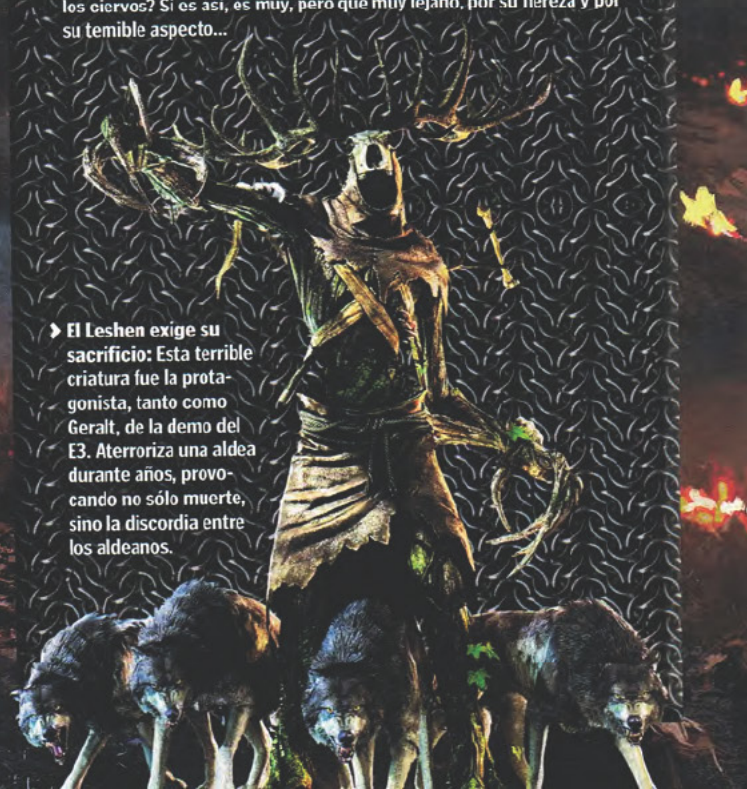 los ciervos? Si es así, es muy, pero que muy lejano, por su fiereza y por
su temible aspecto...
❯ El Leshen exige su
sacrificio: Esta terrible
criatura fue la prota-
gonista, tanto como
Geralt, de la demo del
E3. Aterroriza una aldea
durante años, provo-
cando no sólo muerte,
sino la discordia entre
los aldeanos.